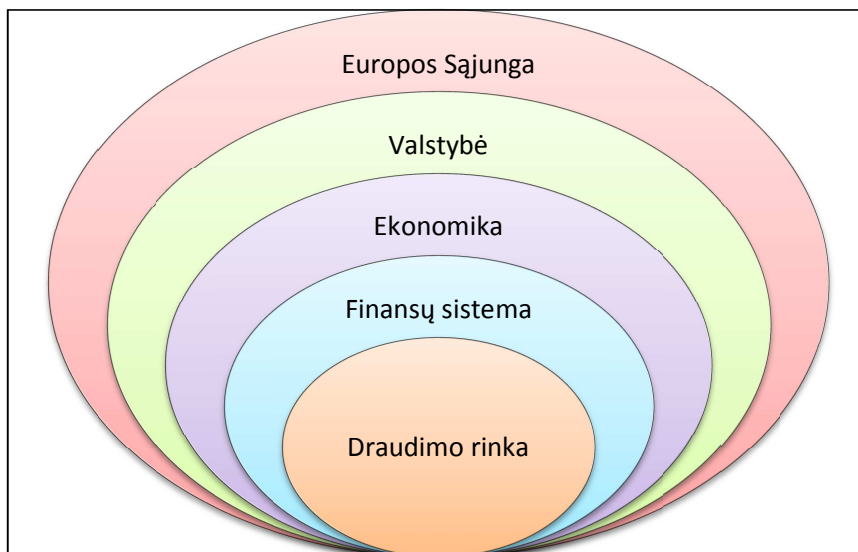 Europos Sąjunga
Valstybė
Ekonomika
Finansų sistema
Draudimo rinka